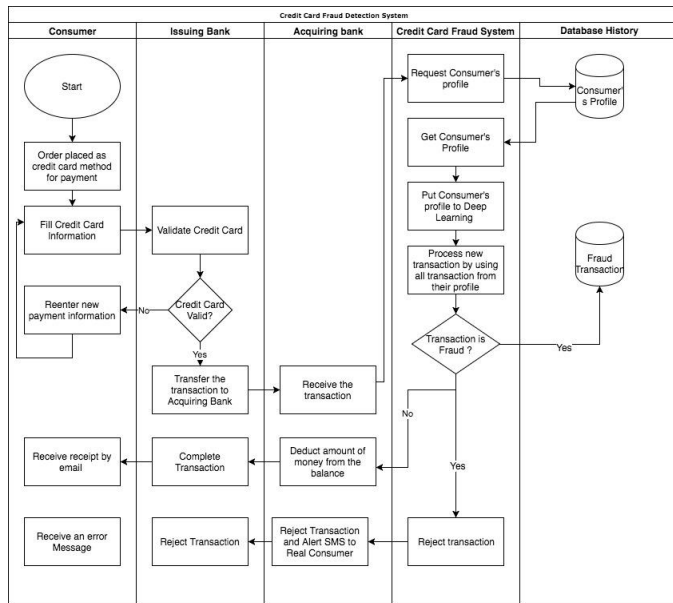 Credit Card Fraud Detection System
Consumer
Issuing Bank
Acquiring bank
Credit Card Fraud System
Database History
Start
Request Consumer's
profile
Consumer'
s Profile
Order placed as
credit card method
for payment
Get Consumer's
Profile
Put Consumer's
profile to Deep
Learning
Fill Credit Card
Information
Validate Credit Card
Process new
transaction by using
all transaction from
their profile
Fraud
Transaction
Reenter new
payment information
No
Credit Card
Valid?
Yes
Transaction is
Fraud ?
Yes
Transfer the
transaction to
Acquiring Bank
Receive the
transaction
No
Yes
Receive receipt by
email
Complete
Transaction
Deduct amount of
money from the
balance
Receive an error
Message
Reject Transaction
Reject Transaction
and Alert SMS to
Real Consumer
Reject transaction